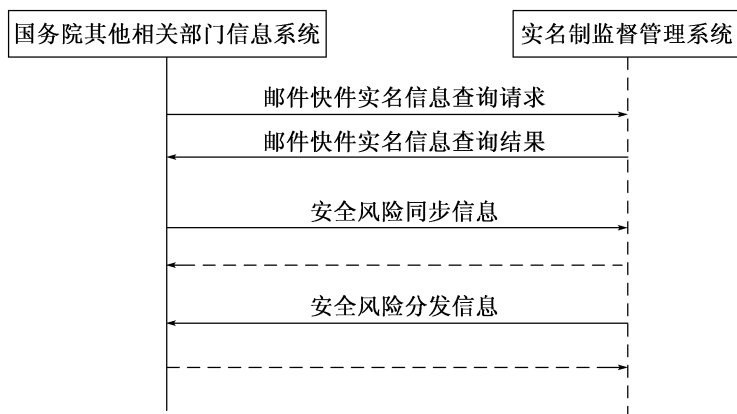 国务院其他相关部门信息系统
实名制监督管理系统
邮件快件实名信息查询请求
邮件快件实名信息查询结果
安全风险同步信息
安全风险分发信息